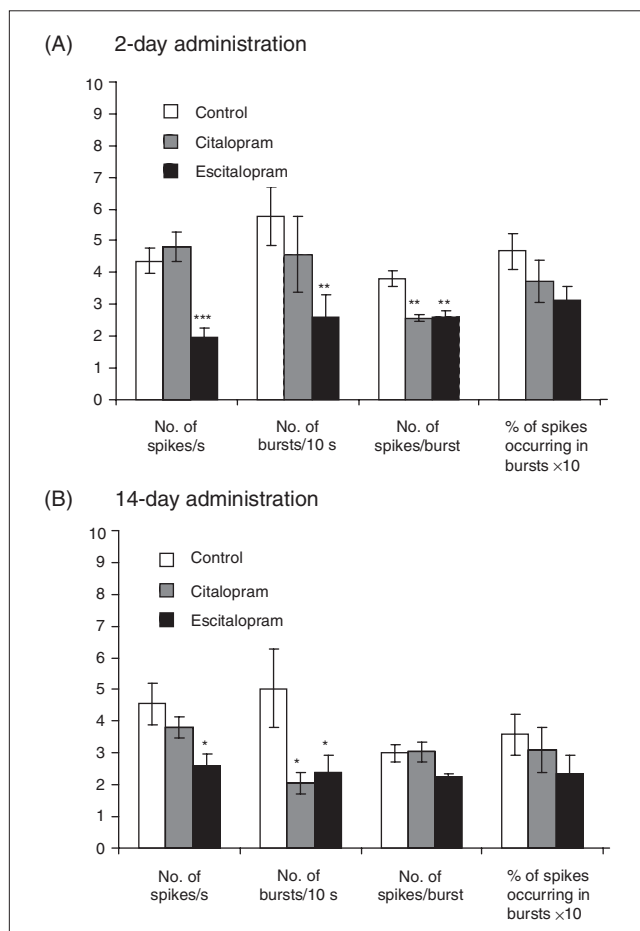 (A) 2-day administration
10
9
8
7
6
5
4
3
2
1
0
Control
Citalopram
Escitalopram
***
**
**
**
No. of
spikes/s
No. of
bursts/10 s
No. of
spikes/burst
% of spikes
occurring in
bursts ×10
(B) 14-day administration
10
9
8
7
6
5
4
3
2
1
0
Control
Citalopram
Escitalopram
*
*
*
No. of
spikes/s
No. of
bursts/10 s
No. of
spikes/burst
% of spikes
occurring in
bursts ×10